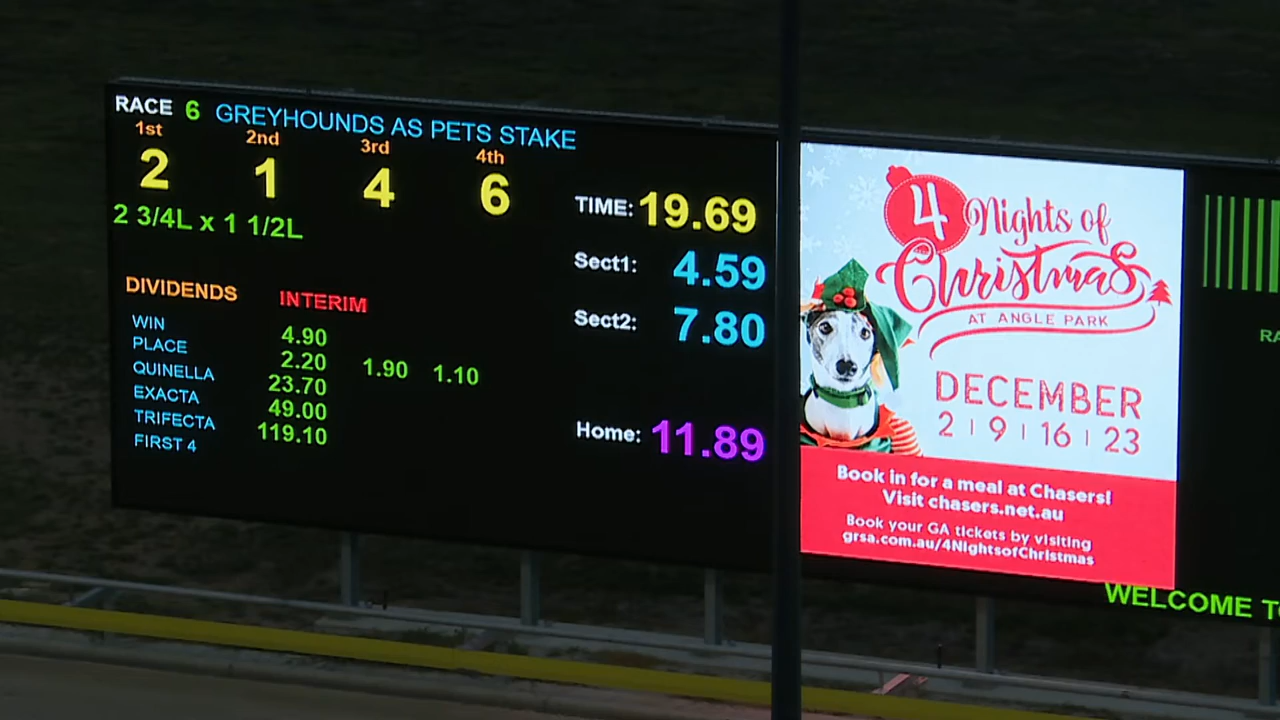 RACE 6 GREYHOUNDS AS PETS STAKE
1st 2nd 3rd 4th
2 1 4 6
2 3/4L x 1 1/2L
TIME: 19.69
Sect1: 4.59
Sect2: 7.80
Home: 11.89
DIVIDENDS INTERIM
WIN 4.90
PLACE 2.20 1.90 1.10
QUINELLA 23.70
EXACTA 49.00
TRIFECTA 119.10
FIRST 4
4 Nights of
Christmas
AT ANGLE PARK
DECEMBER
2 | 9 | 16 | 23
Book in for a meal at Chasers!
Visit chasers.net.au
Book your GA tickets by visiting
grsa.com.au/4NightsofChristmas
WELCOME